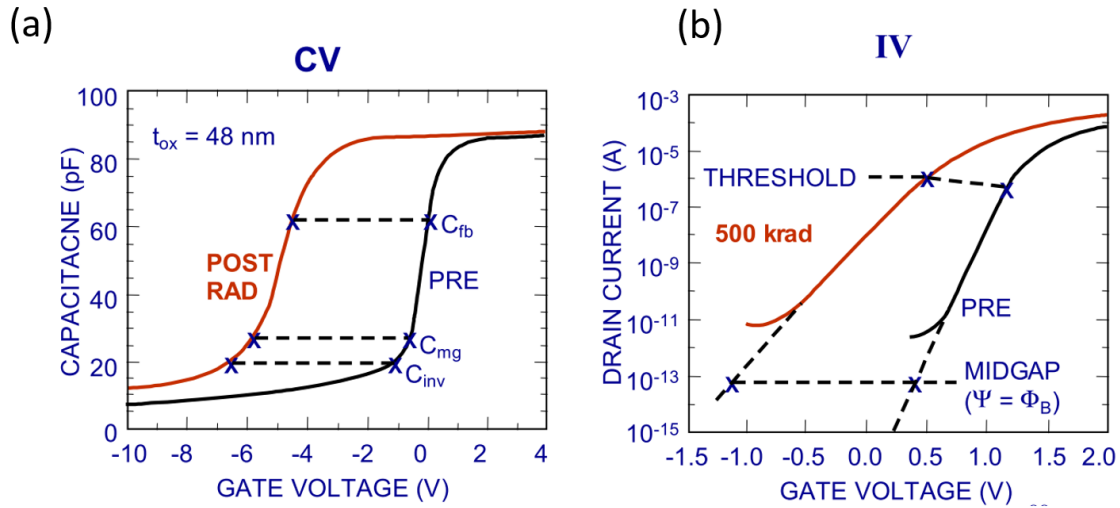 (a)
CV
CAPACITACNE (pF)
100
80
60
40
20
0
t_ox = 48 nm
POST
RAD
PRE
C_fb
C_mg
C_inv
-10
-8
-6
-4
-2
0
2
4
GATE VOLTAGE (V)
(b)
IV
DRAIN CURRENT (A)
10^-3
10^-5
10^-7
10^-9
10^-11
10^-13
10^-15
THRESHOLD
500 krad
PRE
MIDGAP
(Ψ = Φ_B)
-1.5
-1.0
-0.5
0.0
0.5
1.0
1.5
2.0
GATE VOLTAGE (V)